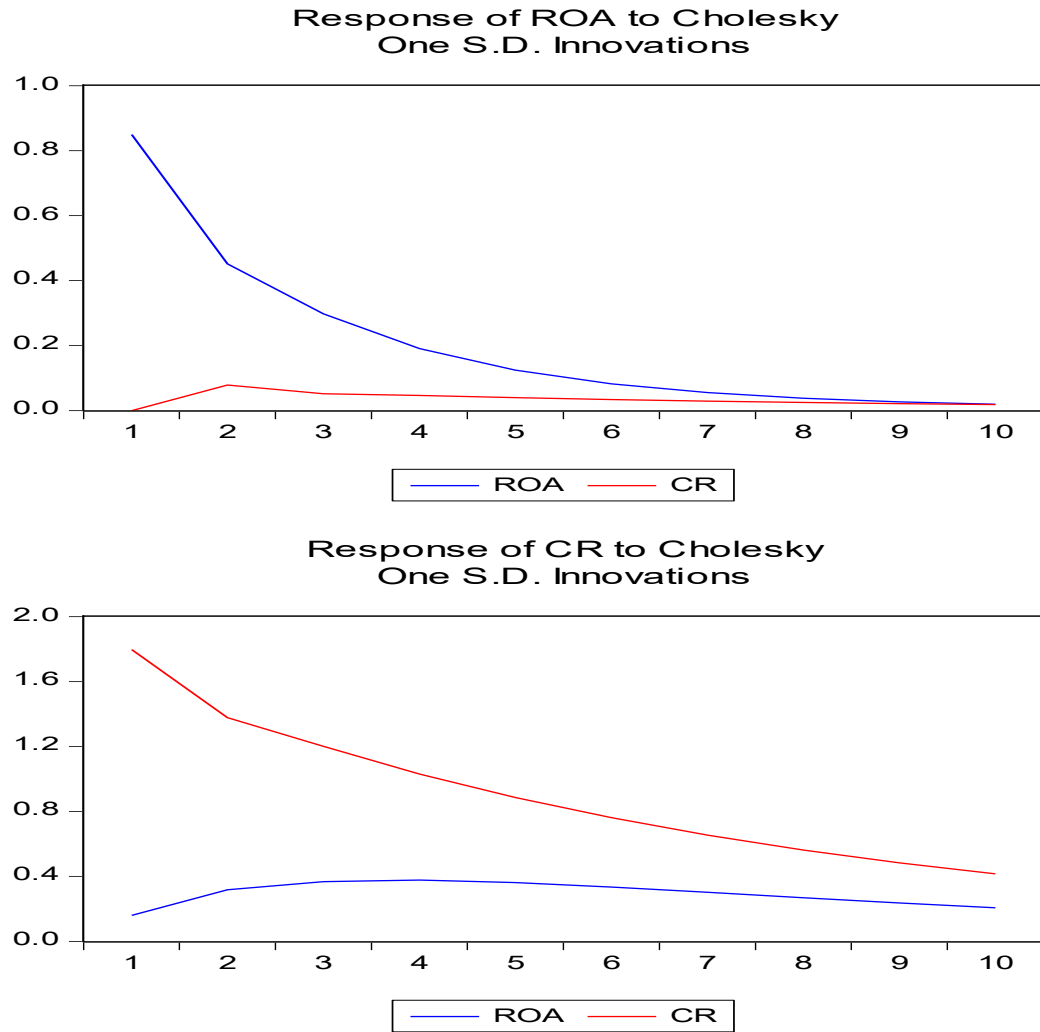 Response of ROA to Cholesky
One S.D. Innovations
1.0
0.8
0.6
0.4
0.2
0.0
1 2 3 4 5 6 7 8 9 10
ROA CR
Response of CR to Cholesky
One S.D. Innovations
2.0
1.6
1.2
0.8
0.4
0.0
1 2 3 4 5 6 7 8 9 10
ROA CR